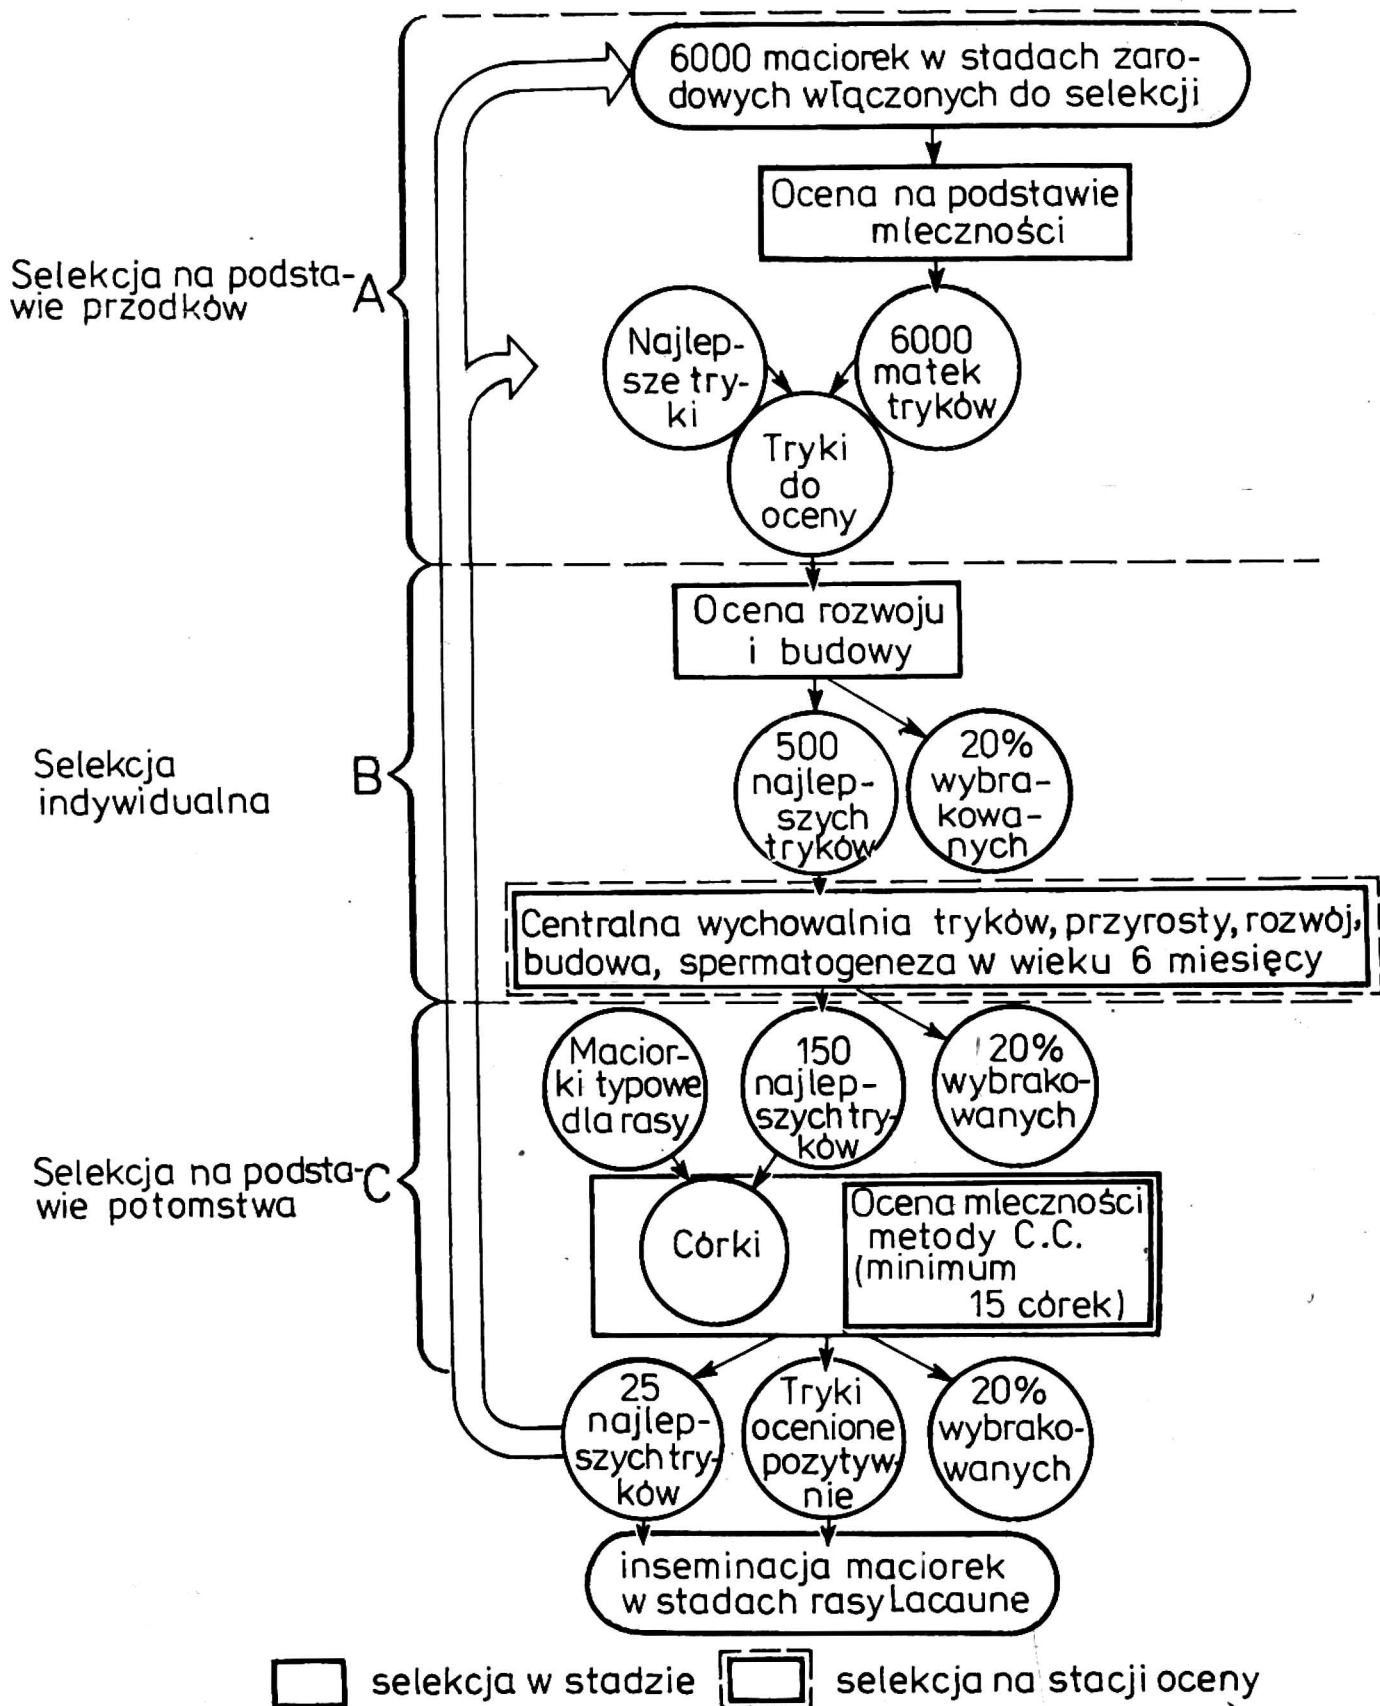 6000 maciorek w stadach zaro-
dowych włączonych do selekcji
Ocena na podstawie
mleczności
Selekcja na podsta-
wie przodków
A
Najlep-
sze try-
ki
6000
matek
tryków
Tryki
do
oceny
Ocena rozwoju
i budowy
Selekcja
indywidualna
B
500
najlep-
szych
tryków
20%
wybra-
kowa-
nych
Centralna wychowalnia tryków, przyrosty, rozwój,
budowa, spermatogeneza w wieku 6 miesięcy
Macior-
ki typowe
dla rasy
150
najlep-
szych try-
ków
20%
wybrako-
wanych
Selekcja na podsta-
wie potomstwa
C
Córki
Ocena mleczności
metody C.C.
(minimum
15 córek)
25
najlep-
szych try-
ków
Tryki
ocenione
pozytyw-
nie
20%
wybrako-
wanych
inseminacja maciorek
w stadach rasy Lacaune
selekcja w stadzie
selekcja na stacji oceny